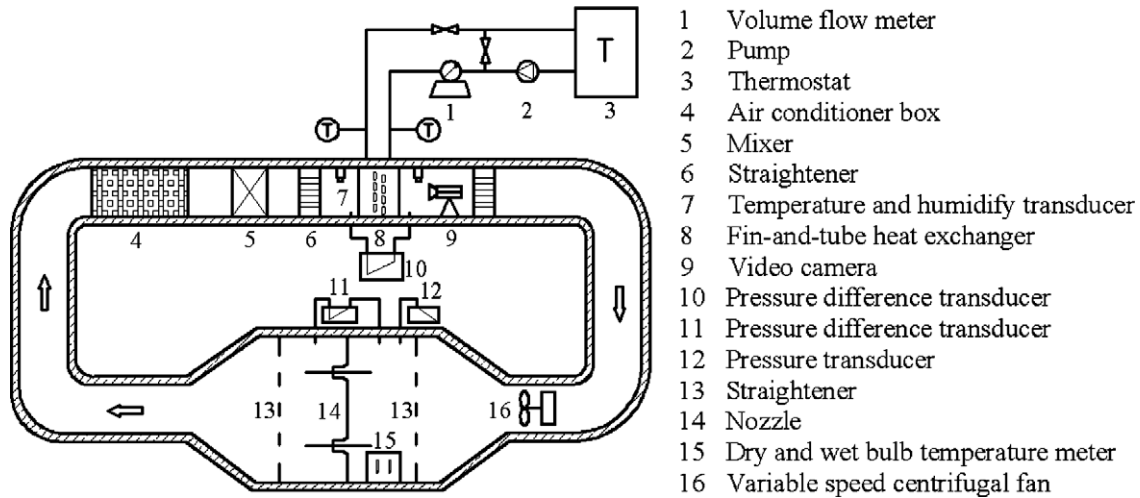 T
1
2
3
T
T
7
4
5
6
8
9
10
11
12
13
14
13
15
16
1 Volume flow meter
2 Pump
3 Thermostat
4 Air conditioner box
5 Mixer
6 Straightener
7 Temperature and humidify transducer
8 Fin-and-tube heat exchanger
9 Video camera
10 Pressure difference transducer
11 Pressure difference transducer
12 Pressure transducer
13 Straightener
14 Nozzle
15 Dry and wet bulb temperature meter
16 Variable speed centrifugal fan